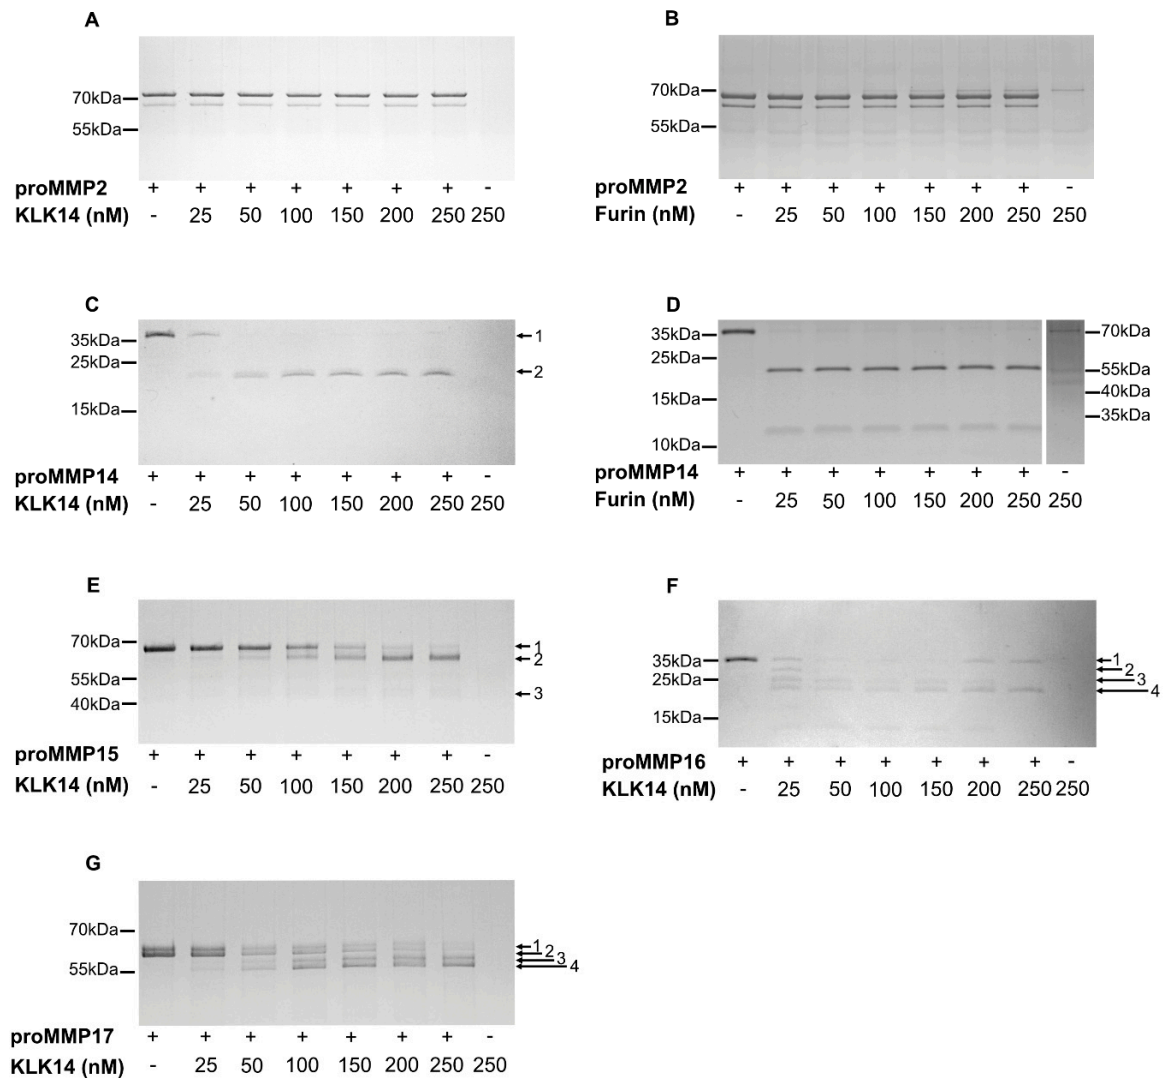 A
70kDa
55kDa
proMMP2 + + + + + + + -
KLK14 (nM) - 25 50 100 150 200 250 250
B
70kDa
55kDa
proMMP2 + + + + + + + -
Furin (nM) - 25 50 100 150 200 250 250
C
35kDa
25kDa
15kDa
1
2
proMMP14 + + + + + + + -
KLK14 (nM) - 25 50 100 150 200 250 250
D
35kDa
25kDa
15kDa
10kDa
70kDa
55kDa
40kDa
35kDa
proMMP14 + + + + + + + -
Furin (nM) - 25 50 100 150 200 250 250
E
70kDa
55kDa
40kDa
1
2
3
proMMP15 + + + + + + + -
KLK14 (nM) - 25 50 100 150 200 250 250
F
35kDa
25kDa
15kDa
1
2
3
4
proMMP16 + + + + + + + -
KLK14 (nM) - 25 50 100 150 200 250 250
G
70kDa
55kDa
1
2
3
4
proMMP17 + + + + + + + -
KLK14 (nM) - 25 50 100 150 200 250 250